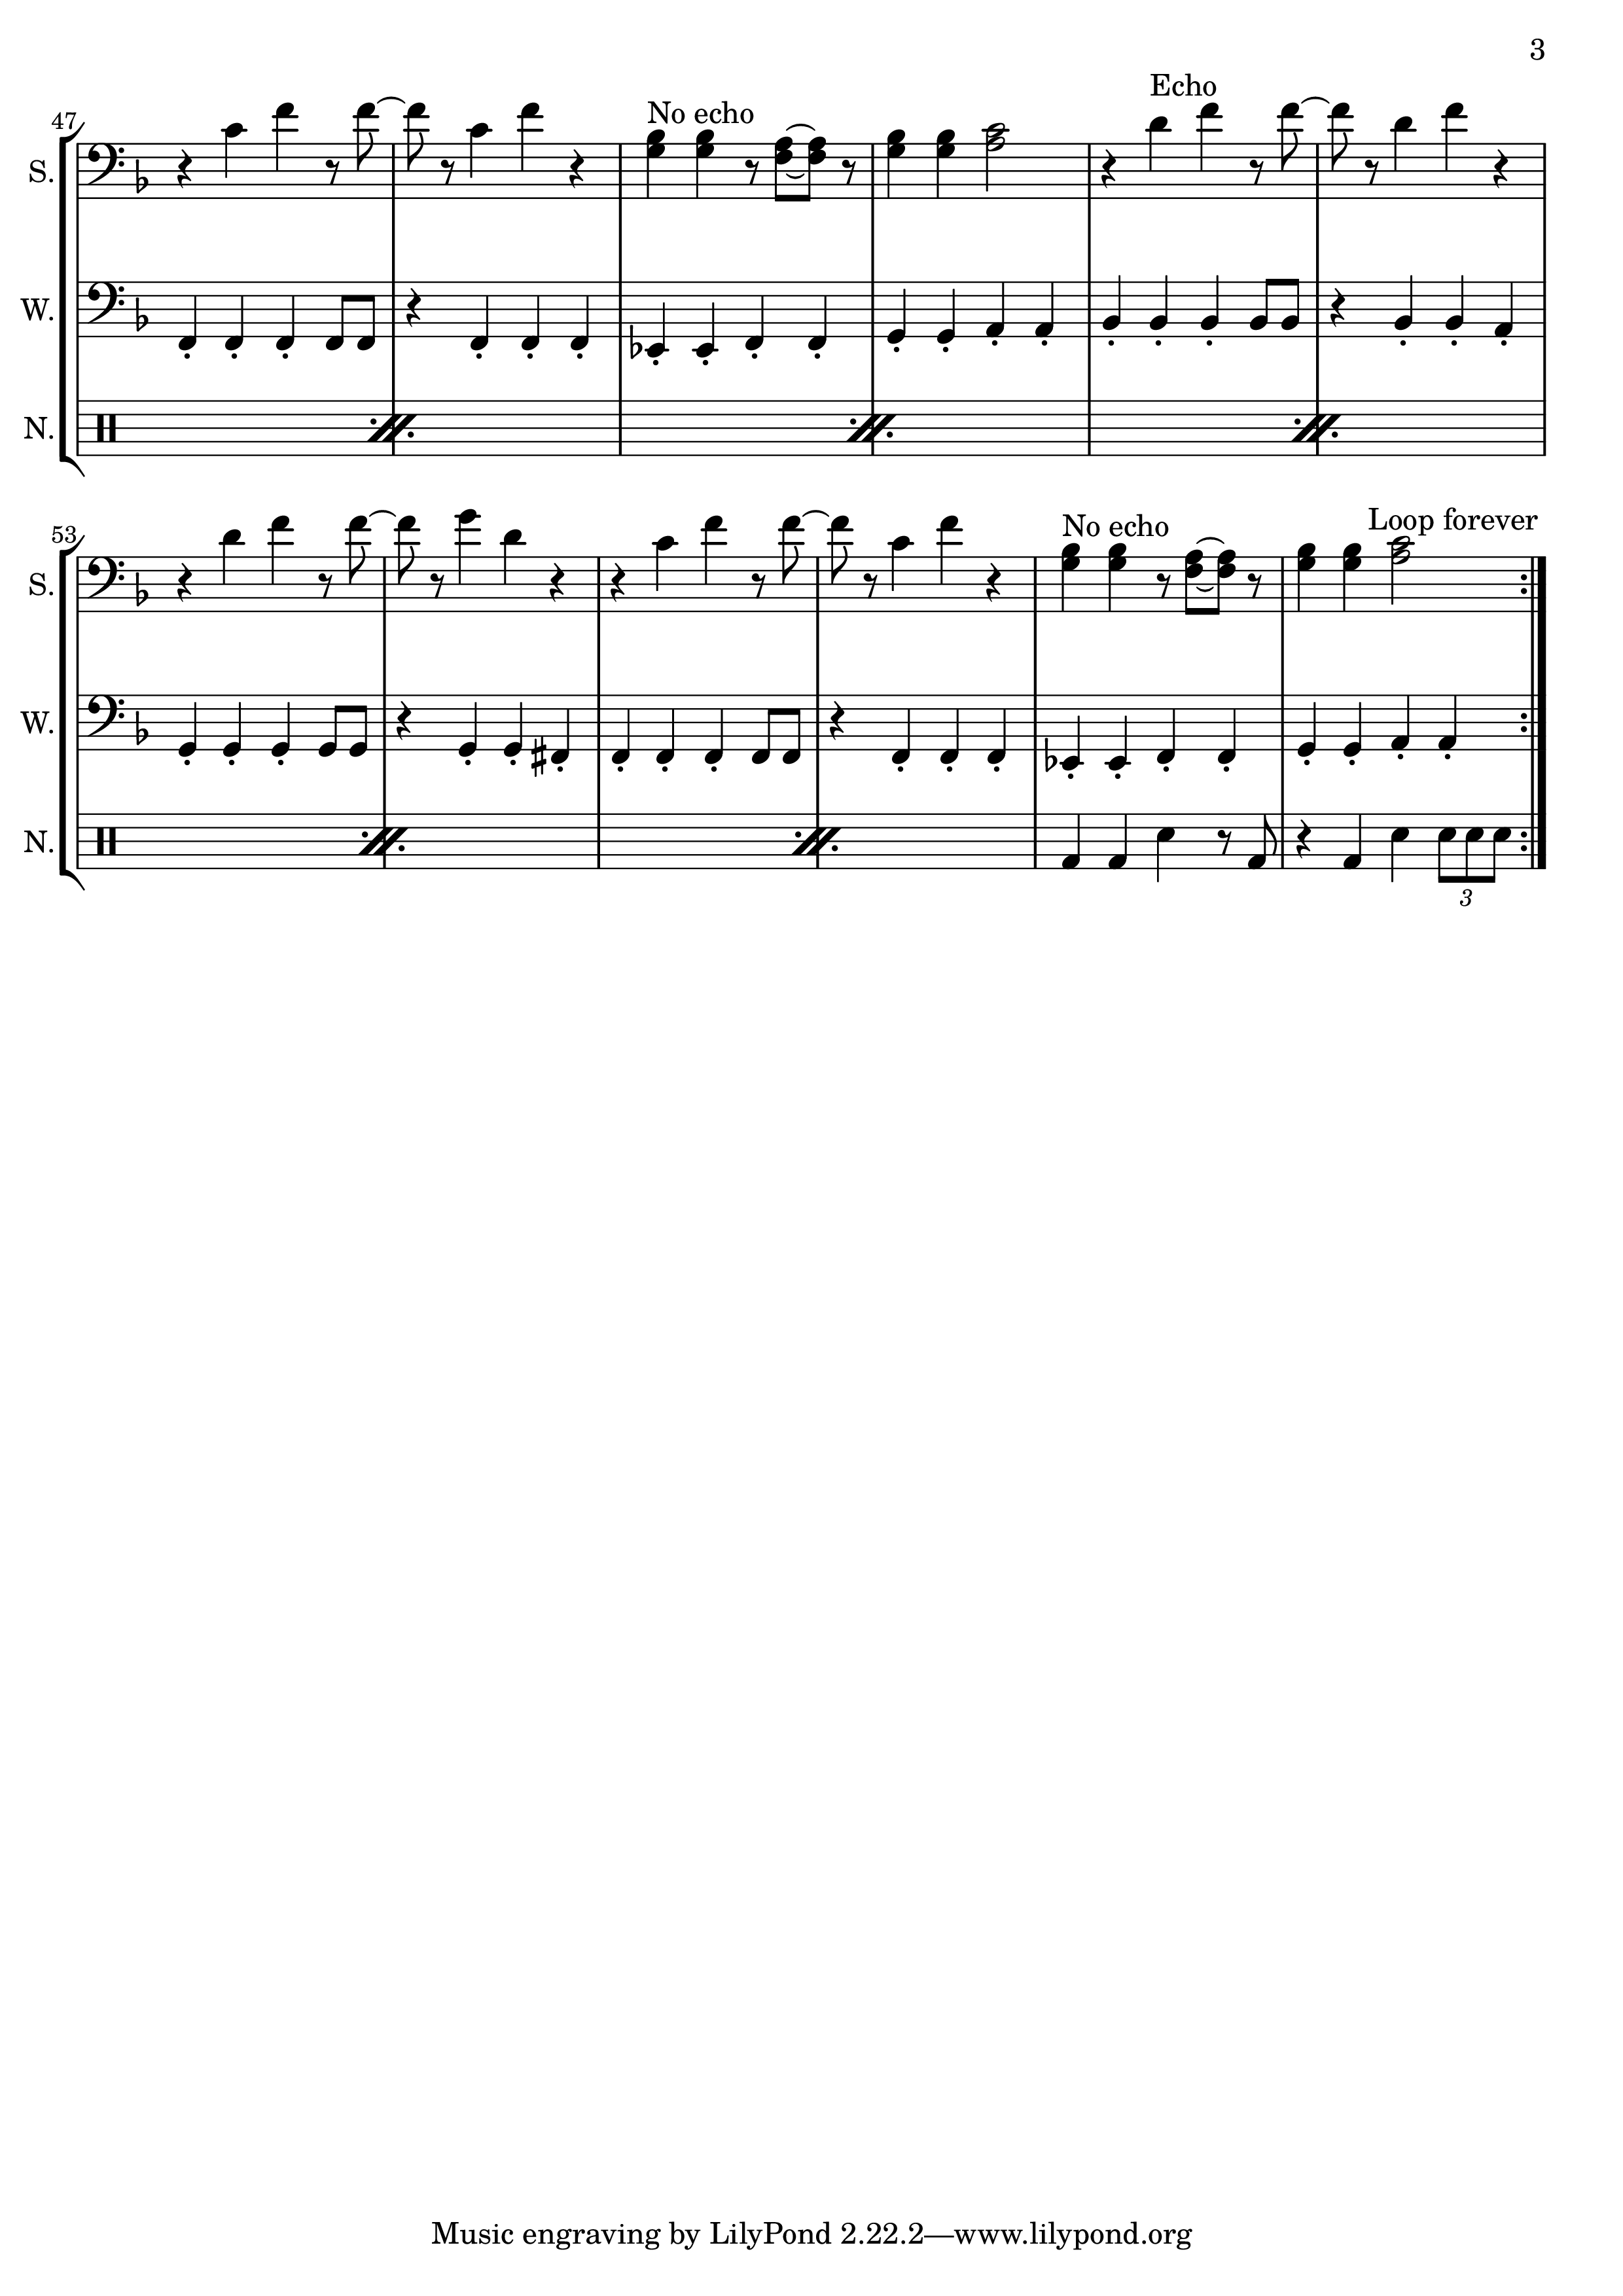 3
Echo
47
No echo
S.
W.
N.
53
No echo
Loop forever
S.
W.
N.
3
Music engraving by LilyPond 2.22.2—www.lilypond.org